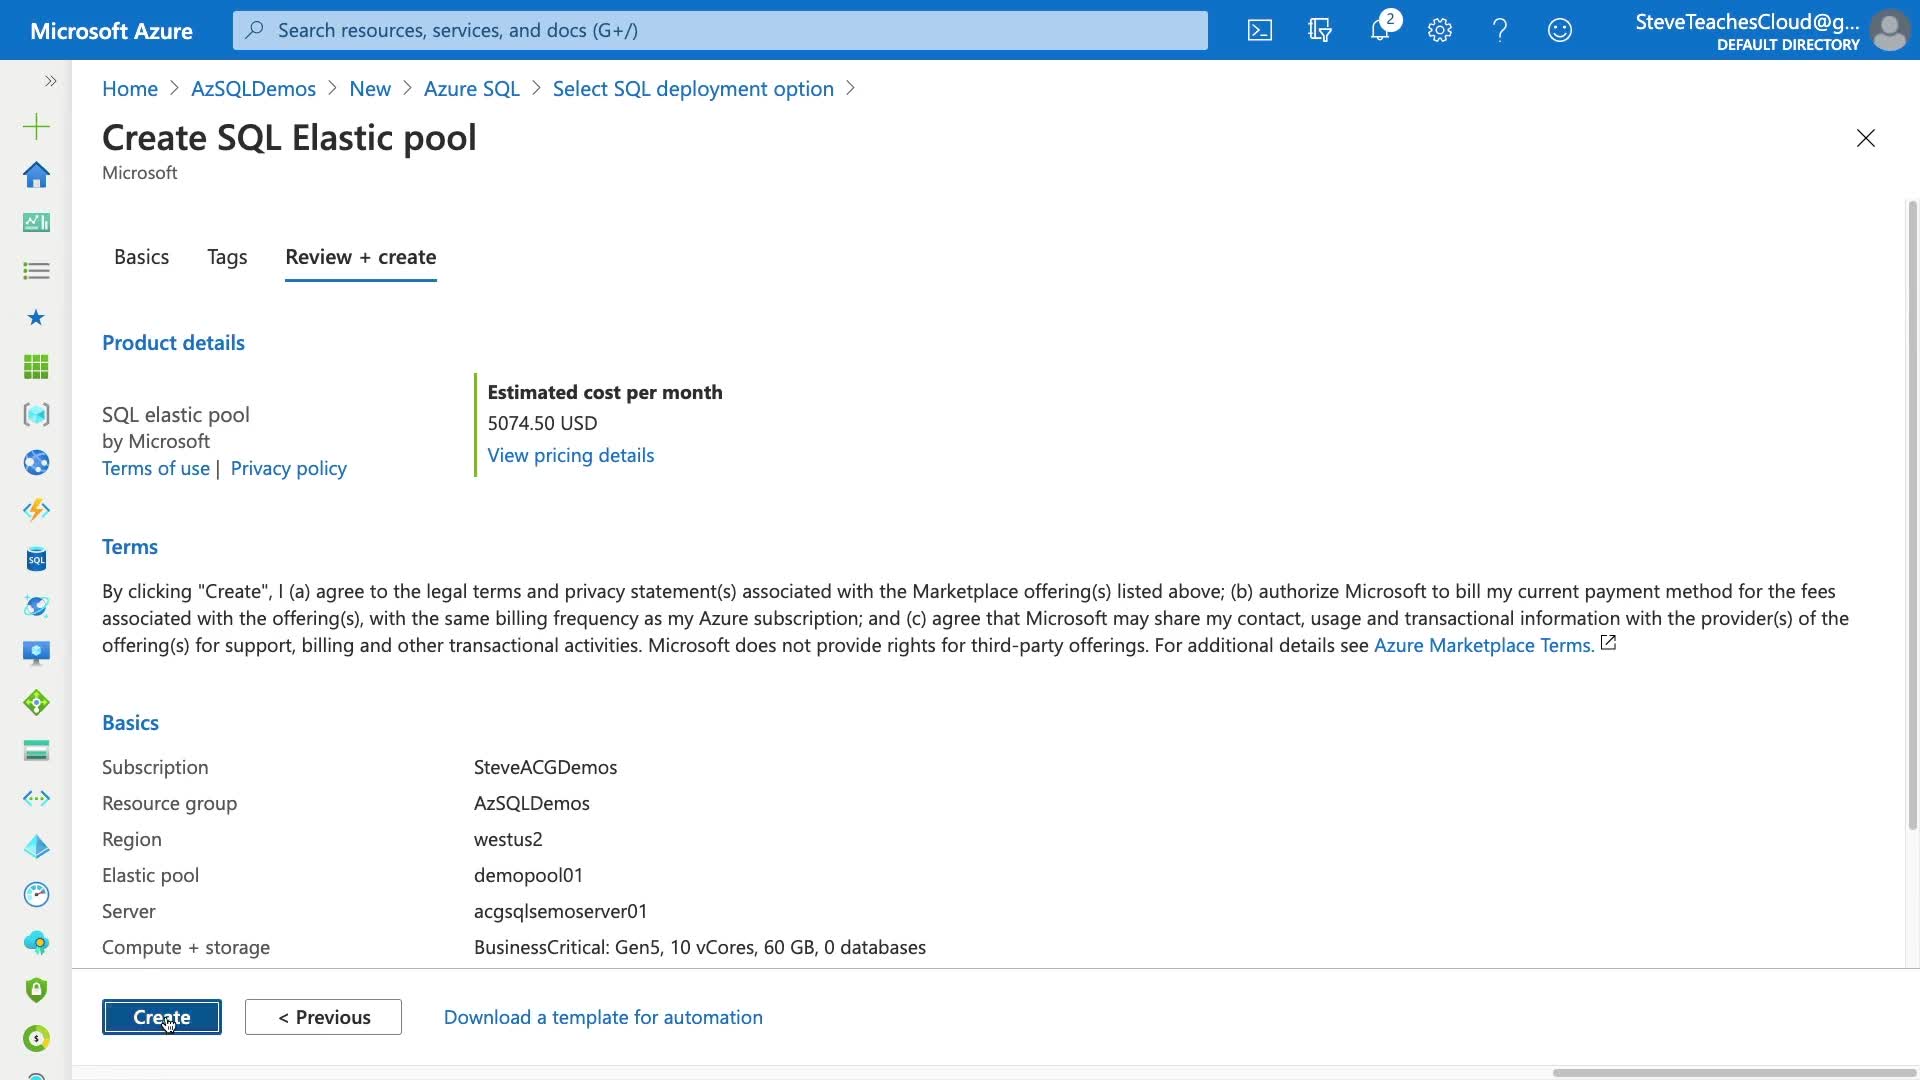 Microsoft Azure
Search resources, services, and docs (G+/)
2
SteveTeachesCloud@g...
DEFAULT DIRECTORY
Home > AzSQLDemos > New > Azure SQL > Select SQL deployment option >
Create SQL Elastic pool
Microsoft
Basics Tags Review + create
Product details
Estimated cost per month
5074.50 USD
View pricing details
SQL elastic pool
by Microsoft
Terms of use | Privacy policy
Terms
By clicking "Create", I (a) agree to the legal terms and privacy statement(s) associated with the Marketplace offering(s) listed above; (b) authorize Microsoft to bill my current payment method for the fees
associated with the offering(s), with the same billing frequency as my Azure subscription; and (c) agree that Microsoft may share my contact, usage and transactional information with the provider(s) of the
offering(s) for support, billing and other transactional activities. Microsoft does not provide rights for third-party offerings. For additional details see Azure Marketplace Terms.
Basics
Subscription SteveACGDemos
Resource group AzSQLDemos
Region westus2
Elastic pool demopool01
Server acgsqlsemoserver01
Compute + storage BusinessCritical: Gen5, 10 vCores, 60 GB, 0 databases
SQL
Create < Previous Download a template for automation